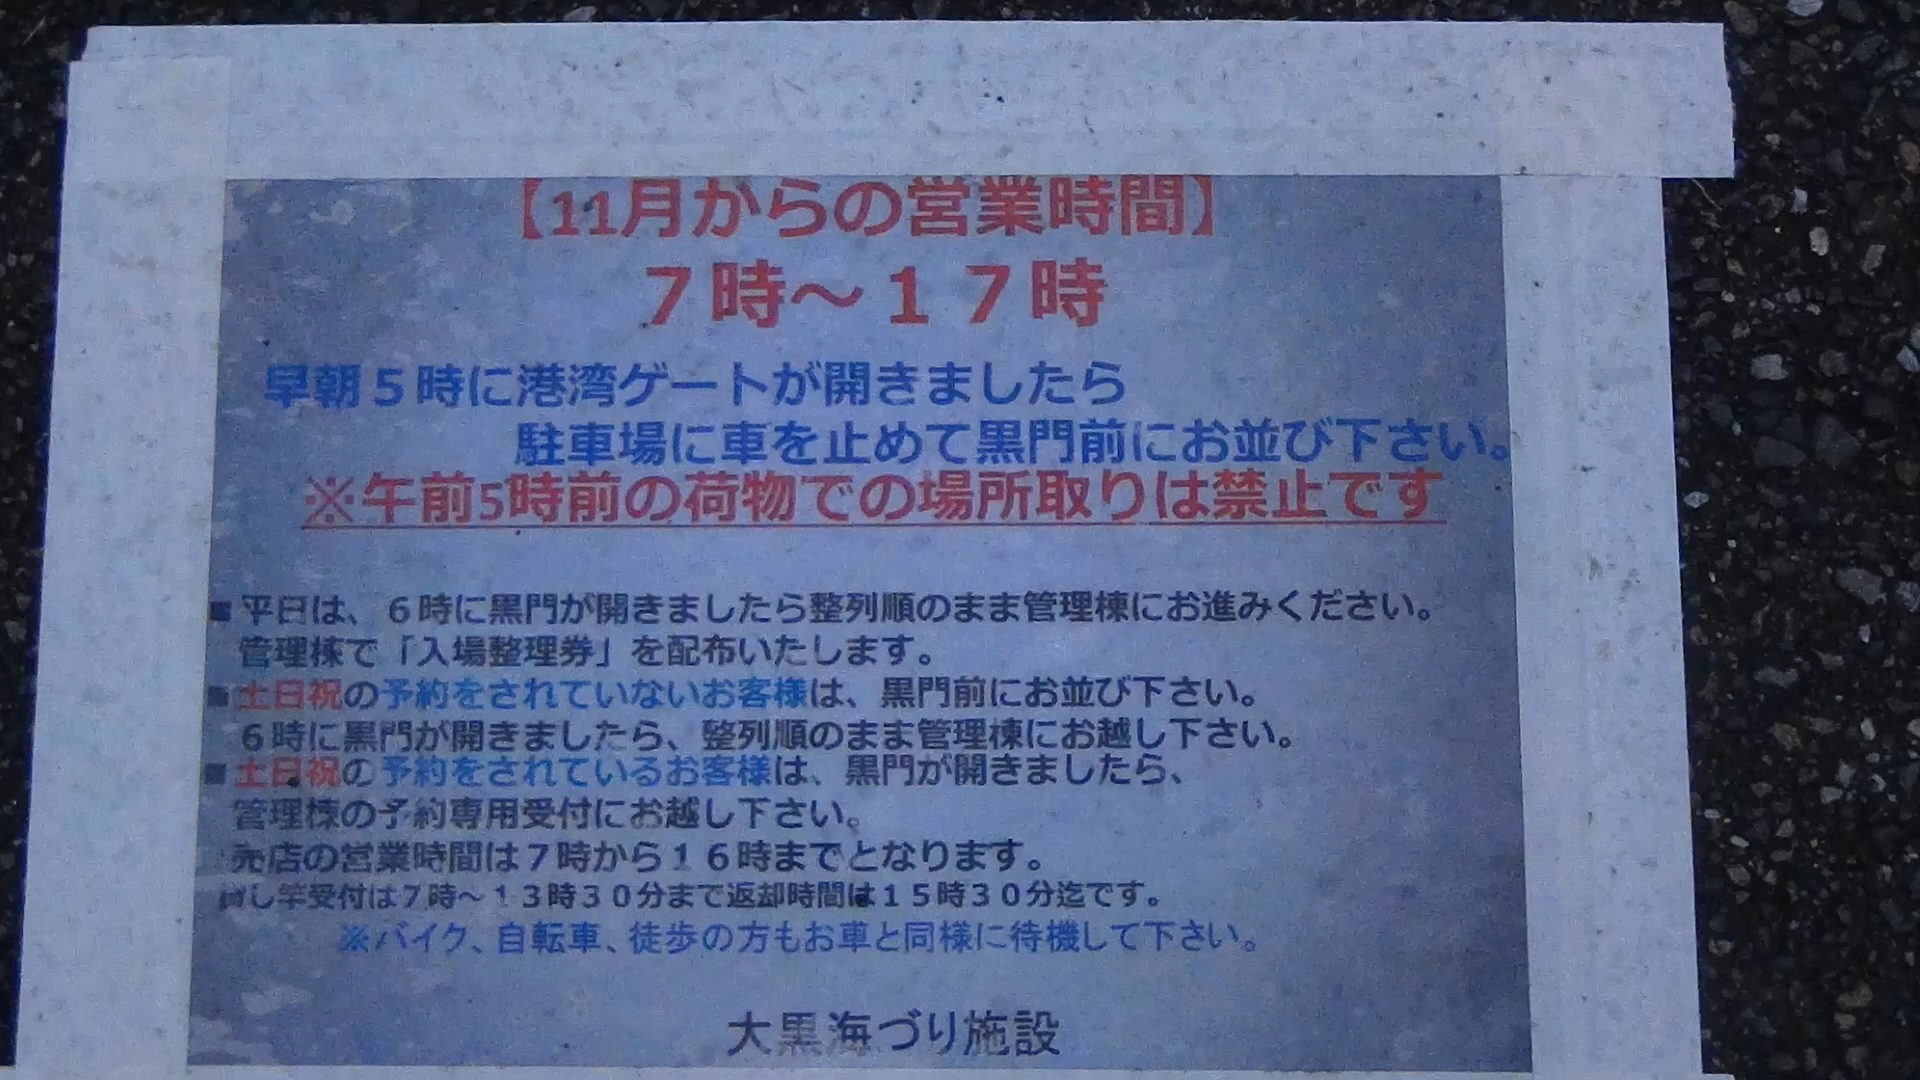 【11月からの営業時間】
７時～１７時
早朝５時に港湾ゲートが開きましたら
駐車場に車を止めて黒門前にお並び下さい。
※午前5時前の荷物での場所取りは禁止です
■平日は、６時に黒門が開きましたら整列順のまま管理棟にお進みください。
管理棟で「入場整理券」を配布いたします。
■土日祝の予約をされていないお客様は、黒門前にお並び下さい。
６時に黒門が開きましたら、整列順のまま管理棟にお越し下さい。
■土日祝の予約をされているお客様は、黒門が開きましたら、
管理棟の予約専用受付にお越し下さい。
売店の営業時間は７時から１６時までとなります。
貸し竿受付は７時～１３時３０分まで返却時間は１５時３０分迄です。
※バイク、自転車、徒歩の方もお車と同様に待機して下さい。
大黒海づり施設